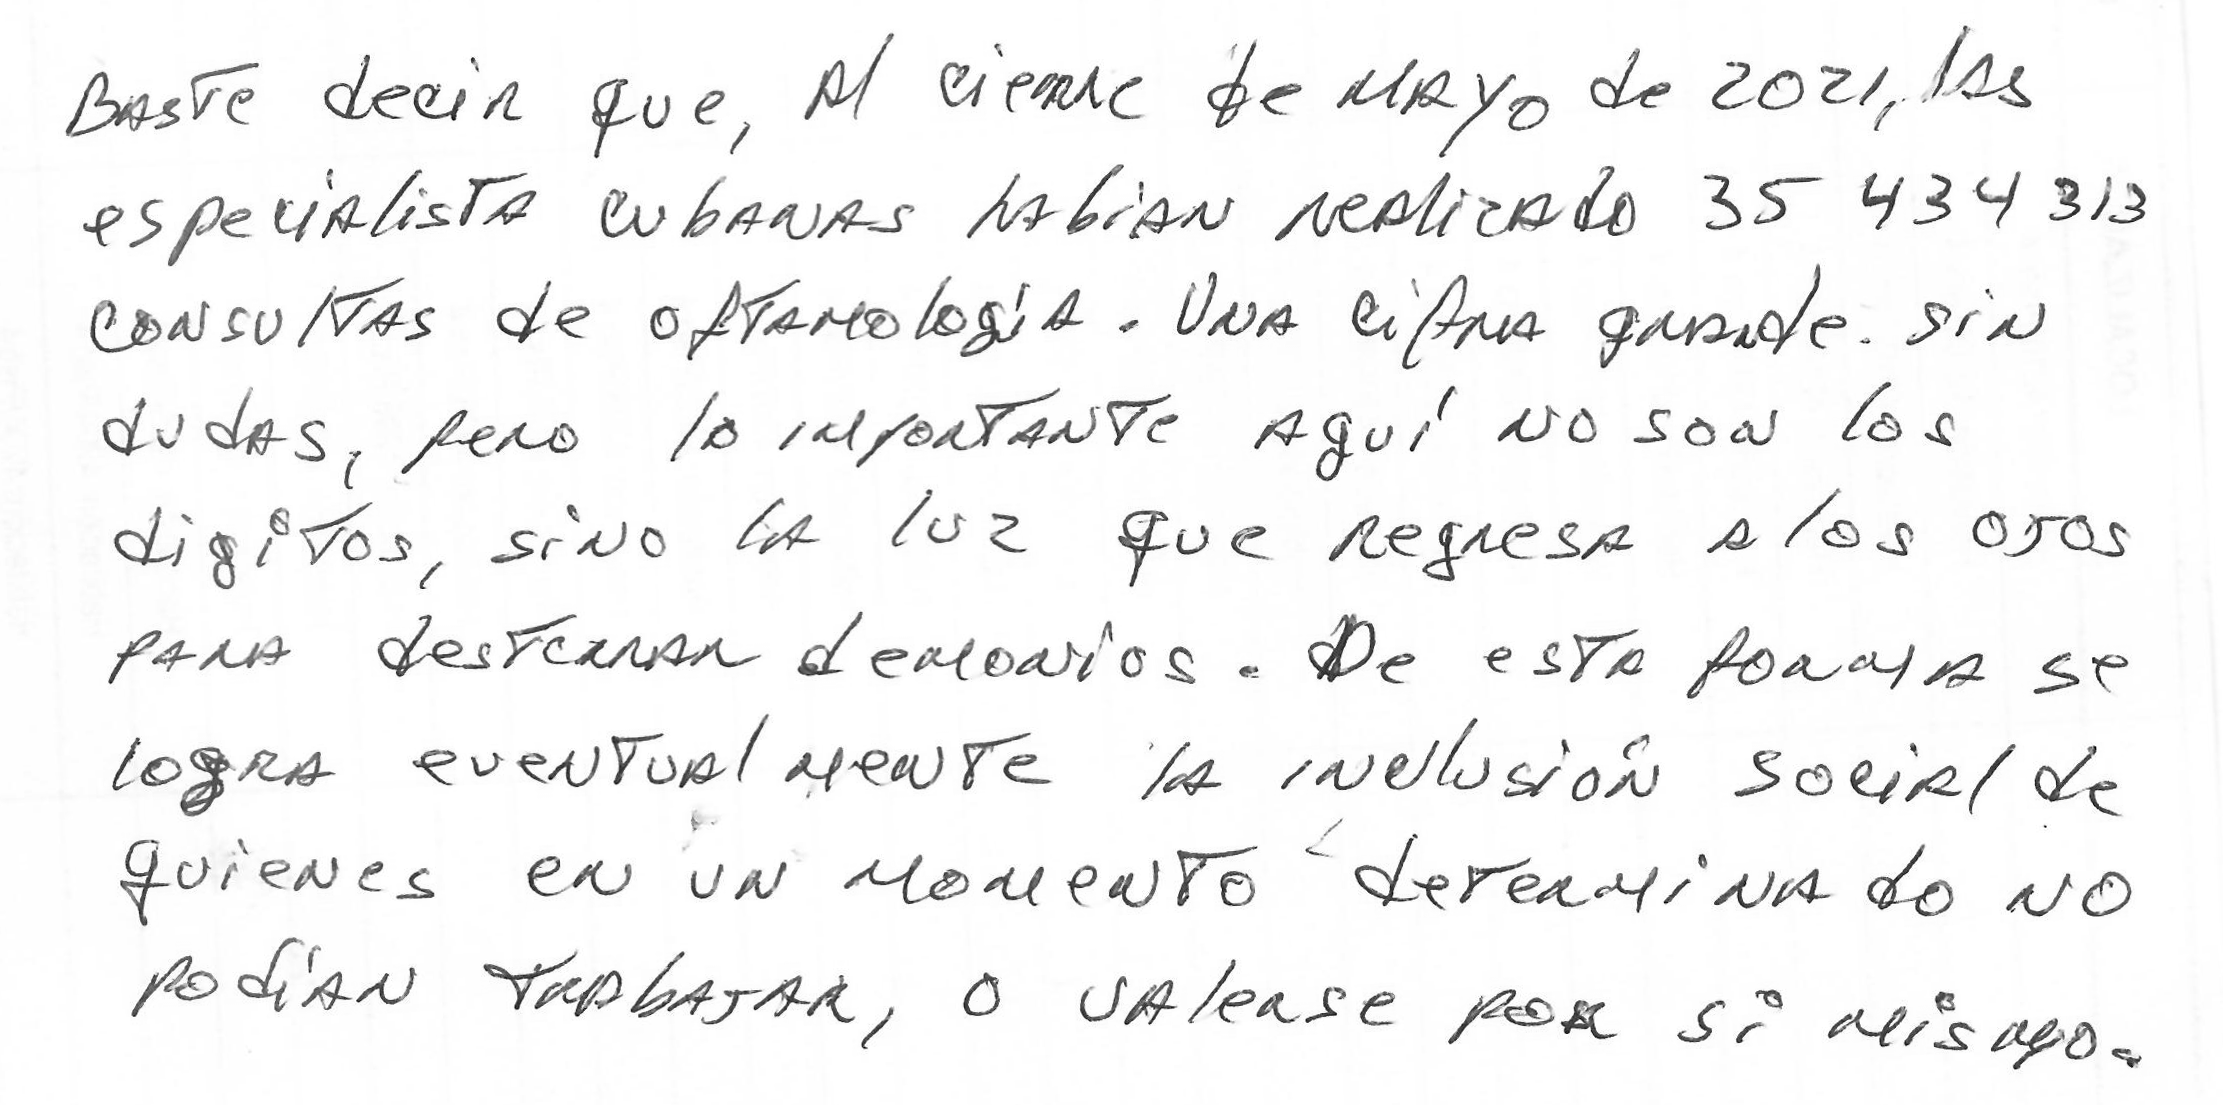 Baste decir que, al cierre de mayo de 2021, las
especialista cubanas habian realizado 35 434 313
consultas de oftamología. Una cifra grande. sin
dudas, pero lo importante aquí no son los
digitos, sino la luz que regresa a los ojos
para desterrar demonios. De esta forma se
logra eventualmente la inclusión social de
quienes en un momento determinado no
podían trabajar, o valerse por si mismo.